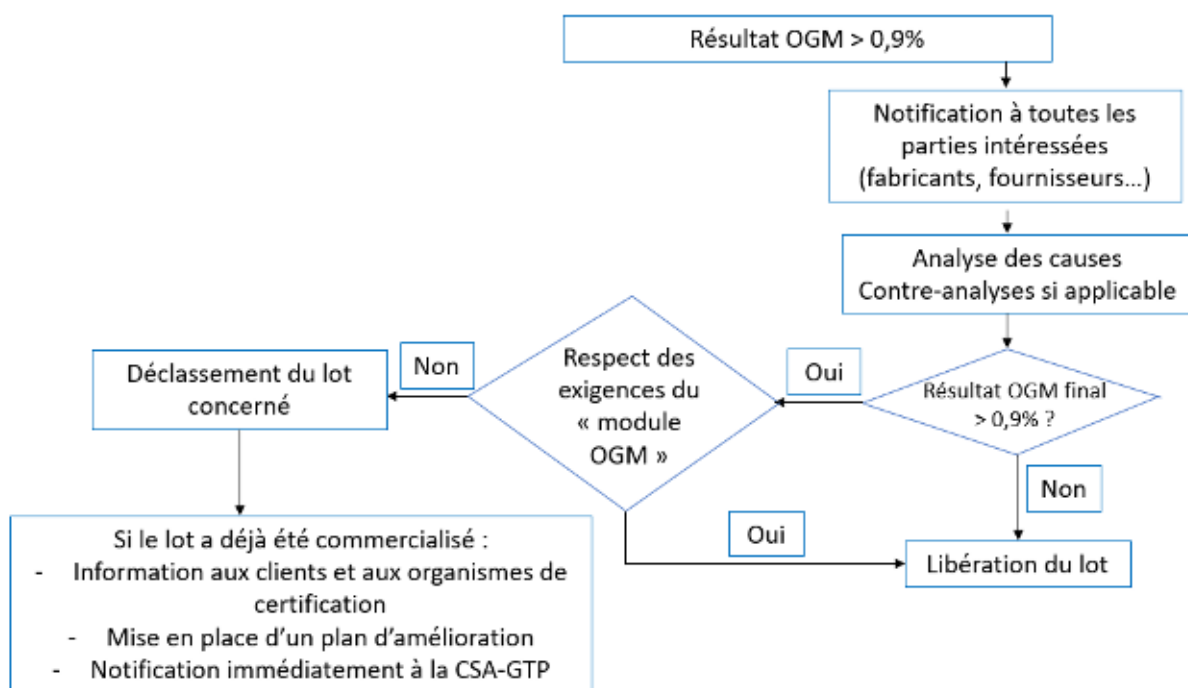 Résultat OGM > 0,9%
Notification à toutes les
parties intéressées
(fabricants, fournisseurs...)
Analyse des causes
Contre-analyses si applicable
Résultat OGM final
> 0,9% ?
Oui
Non
Respect des
exigences du
« module
OGM »
Non
Oui
Déclassement du lot
concerné
Libération du lot
Si le lot a déjà été commercialisé :
- Information aux clients et aux organismes de
certification
- Mise en place d'un plan d'amélioration
- Notification immédiatement à la CSA-GTP